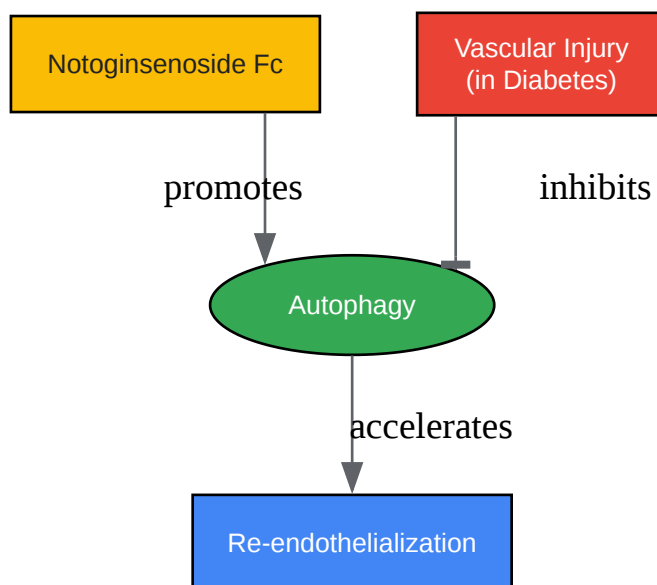 Notoginsenoside Fc
Vascular Injury
(in Diabetes)
promotes
inhibits
Autophagy
accelerates
Re-endothelialization